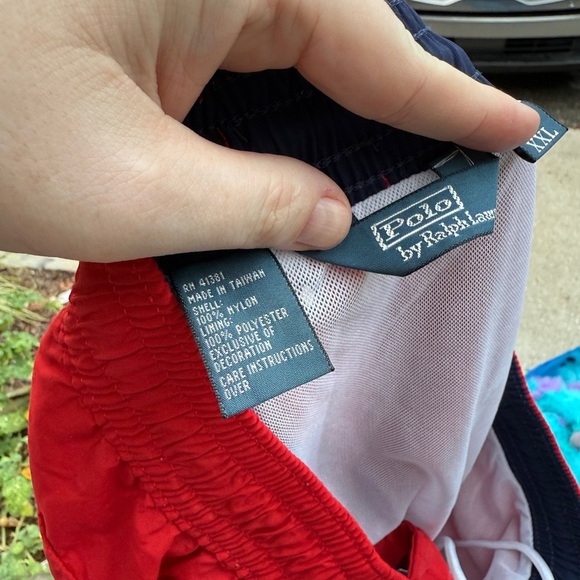 XXL
Polo
by Ralph Laur
RN 41381
MADE IN TAIWAN
SHELL:
100% NYLON
LINING:
100% POLYESTER
EXCLUSIVE OF
DECORATION
CARE INSTRUCTIONS
OVER